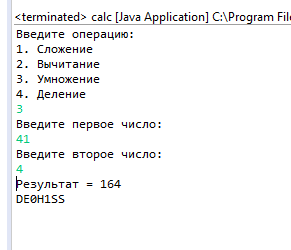 <terminated> calc [Java Application] C:\Program File
Введите операцию:
1. Сложение
2. Вычитание
3. Умножение
4. Деление
3
Введите первое число:
41
Введите второе число:
4
Результат = 164
DE0H1SS